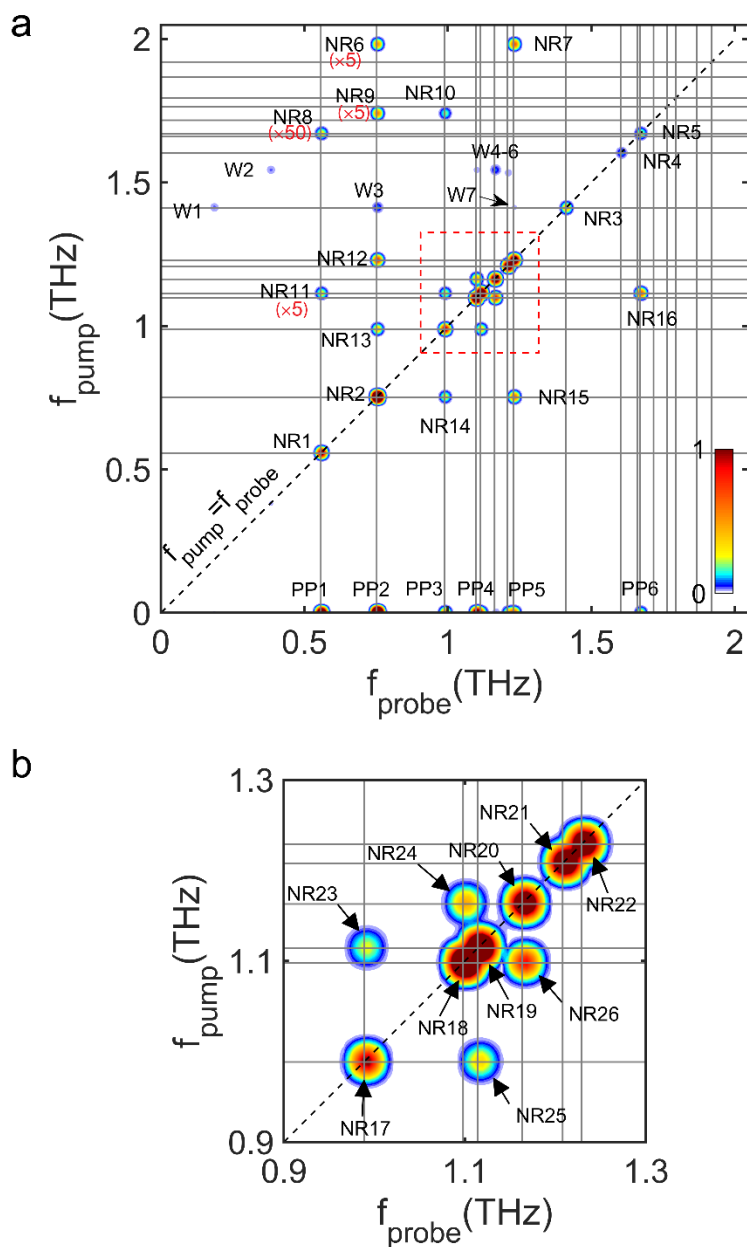 a
2
NR6
(×5)
NR7
NR9
(×5)
NR10
NR8
(×50)
NR5
W2
W4-6
NR4
1.5
W1
W3
W7
NR3
NR12
NR11
(×5)
NR16
1
NR13
f_pump(THz)
NR2
NR14
NR15
NR1
0.5
1
f_pump=f_probe
0
PP1 PP2 PP3 PP4 PP5 PP6
0
0 0.5 1 1.5 2
f_probe(THz)
b
1.3
NR21
NR24
NR20
NR22
NR23
1.1
f_pump(THz)
NR18
NR19
NR26
NR17
NR25
0.9
0.9 1.1 1.3
f_probe(THz)